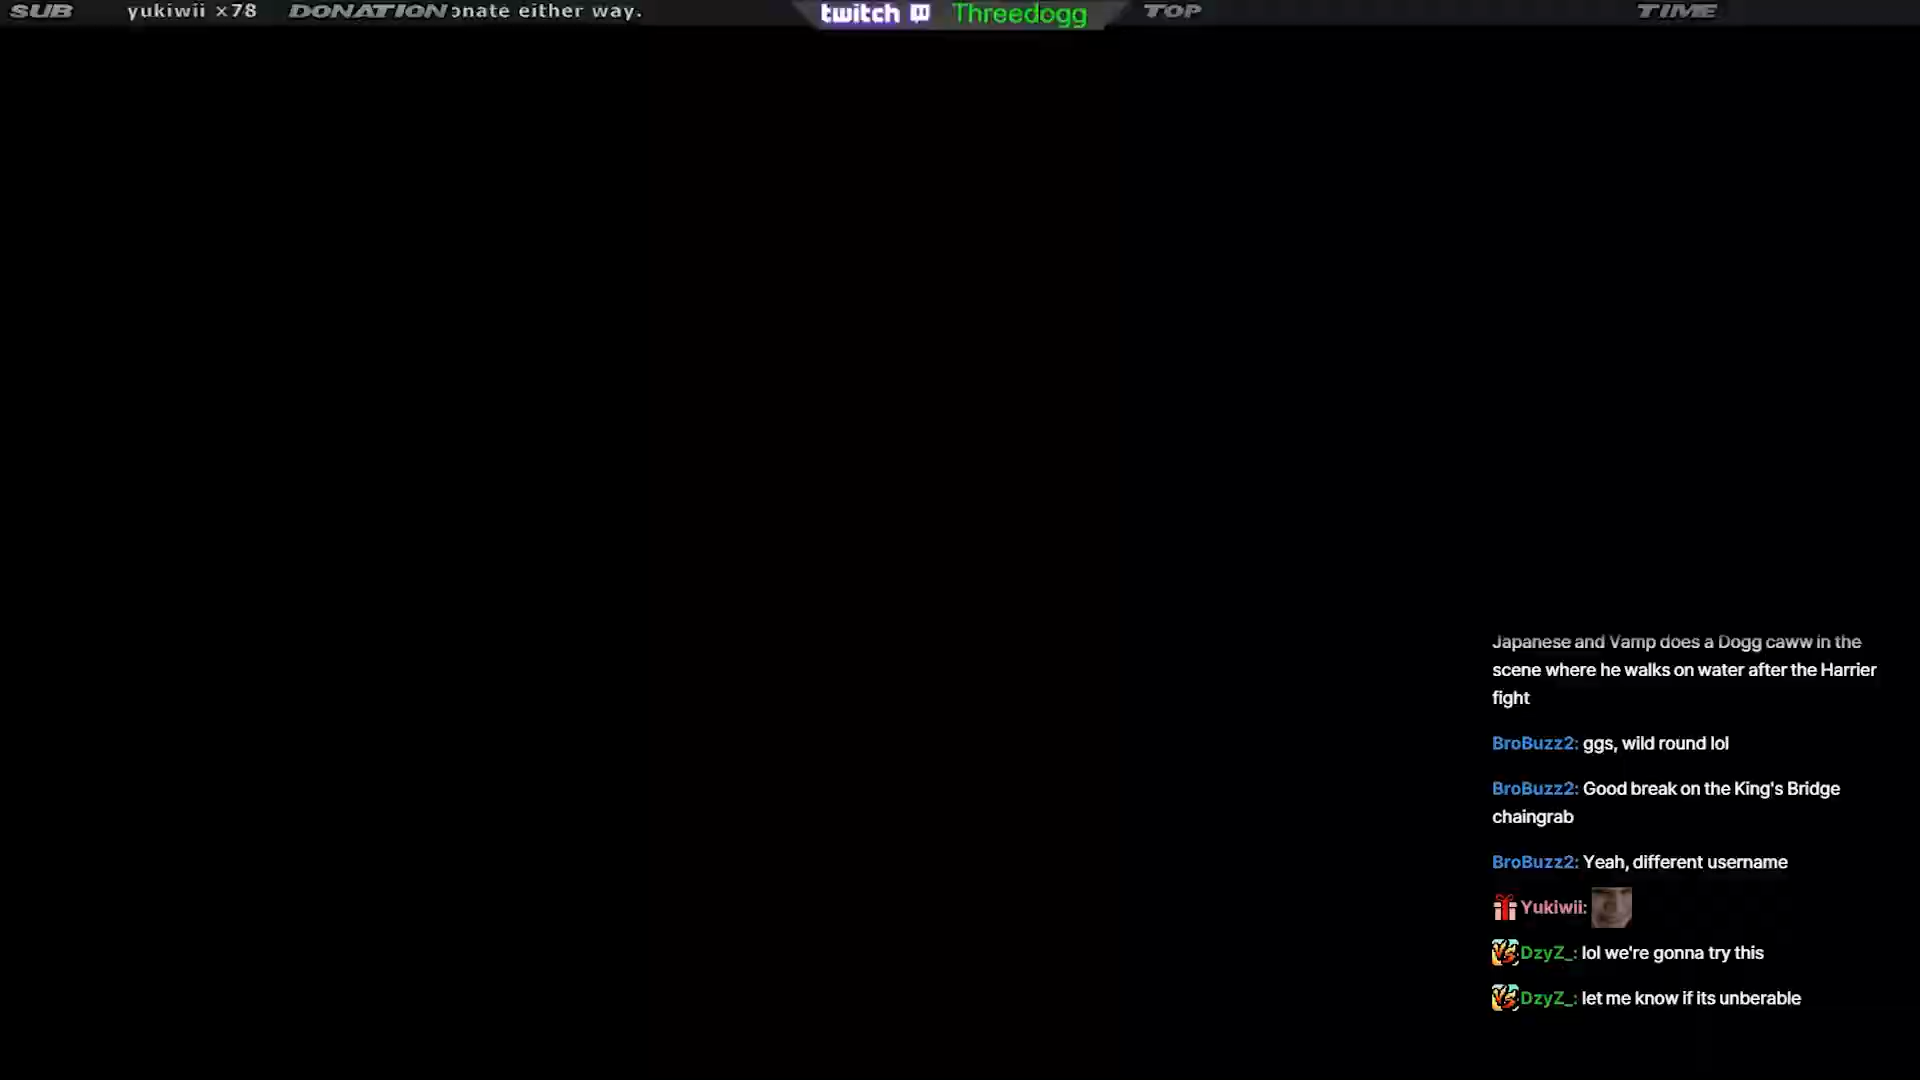 SUB yukiwii ×78 DONATION onate either way. twitch Threedogg TOP TIME
Japanese and Vamp does a Dogg caww in the
scene where he walks on water after the Harrier
fight
BroBuzz2: ggs, wild round lol
BroBuzz2: Good break on the King's Bridge
chaingrab
BroBuzz2: Yeah, different username
Yukiwii:
DzyZ_: lol we're gonna try this
DzyZ_: let me know if its unberable